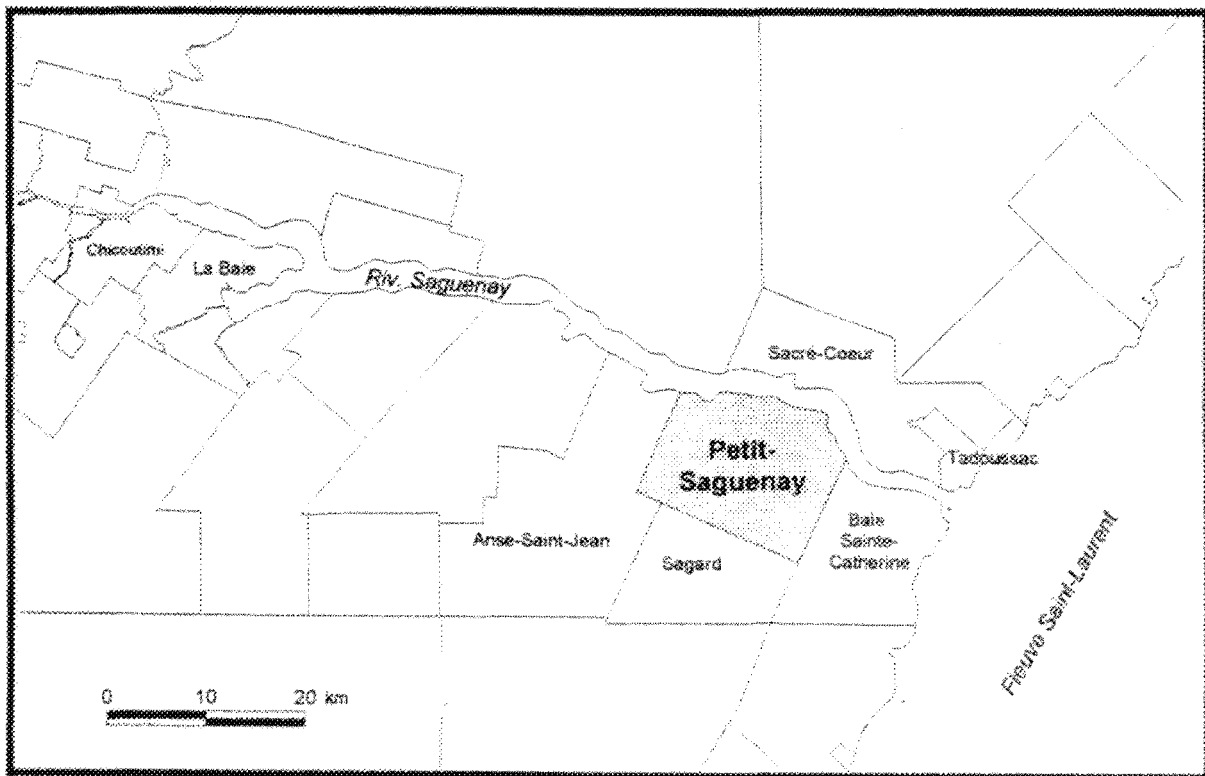 Chicoutimi
La Baie
Riv. Saguenay
Sacré-Coeur
Petit-
Saguenay
Tadoussac
Anse-Saint-Jean
Sagard
Baie
Sainte-
Catherine
Fleuvo Saint-Laurent
0 10 20 km